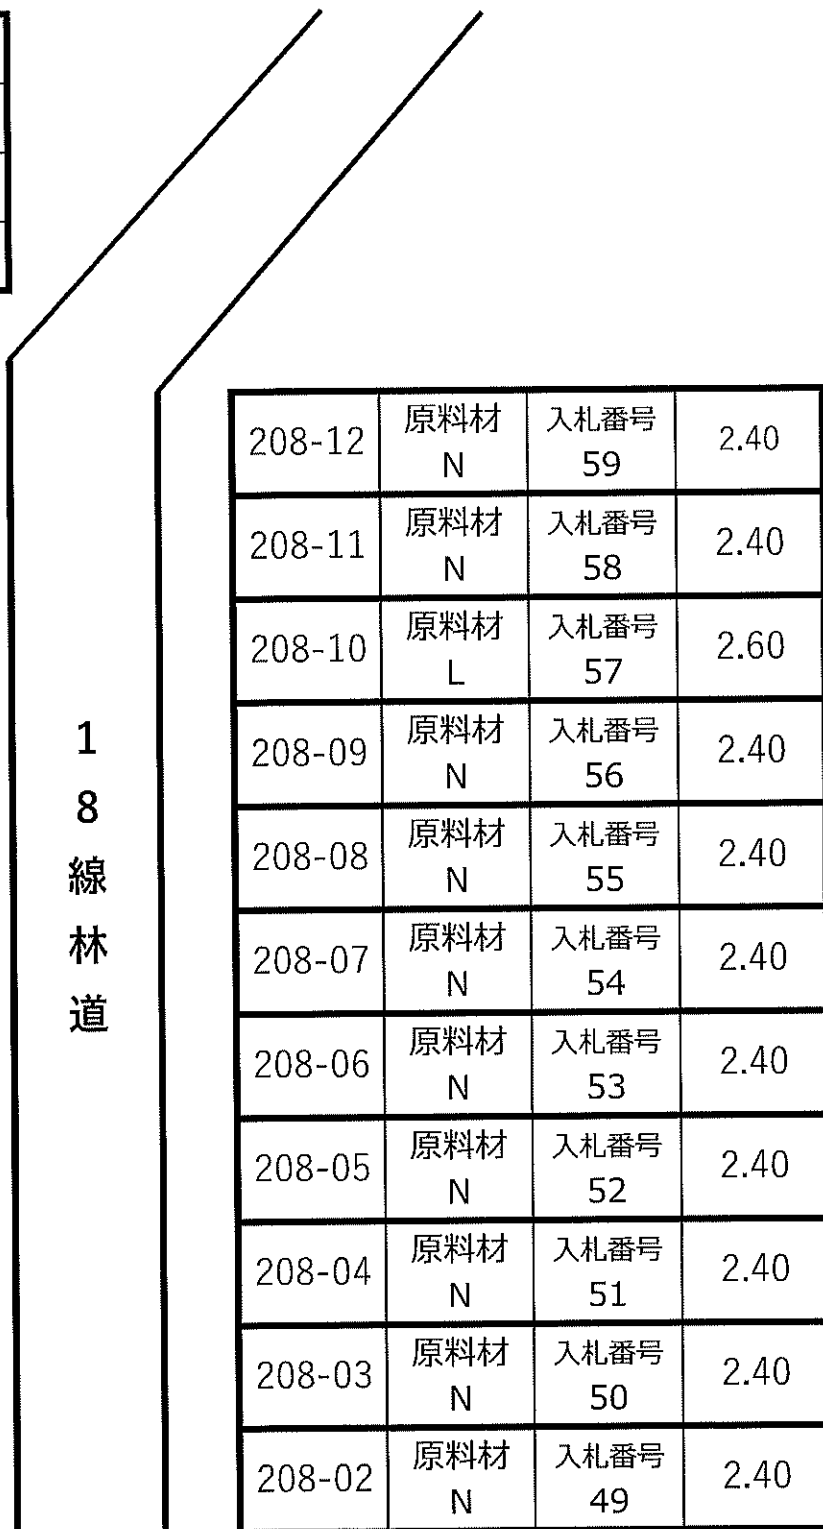 208-12 原料材 N 入札番号 59 2.40
208-11 原料材 N 入札番号 58 2.40
208-10 原料材 L 入札番号 57 2.60
208-09 原料材 N 入札番号 56 2.40
208-08 原料材 N 入札番号 55 2.40
208-07 原料材 N 入札番号 54 2.40
208-06 原料材 N 入札番号 53 2.40
208-05 原料材 N 入札番号 52 2.40
208-04 原料材 N 入札番号 51 2.40
208-03 原料材 N 入札番号 50 2.40
208-02 原料材 N 入札番号 49 2.40
18線林道